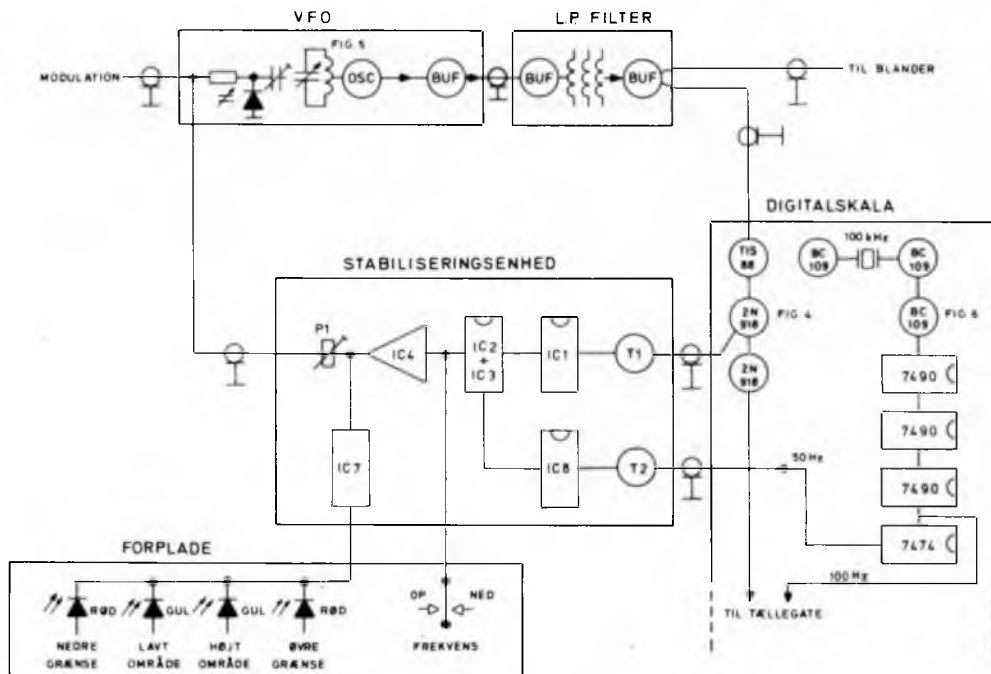 VFO
L.P. FILTER
MODULATION
FIG 5
OSC
BUF
BUF
BUF
TIL BLANDER
DIGITALSKALA
STABILISERINGSENHED
TIS 88
BC 109
100 kHz
BC 109
2N 918
FIG 4
BC 109
FIG 6
P1
IC4
IC2 + IC3
IC1
T1
2N 918
7490
7490
IC7
IC8
T2
50 Hz
7490
7474
100 Hz
TIL TÆLLEGATE
FORPLADE
RØD
GUL
GUL
RØD
OP
NED
NEDRE GRÆNSE
LAVT OMRÅDE
HØJT OMRÅDE
ØVRE GRÆNSE
FREKVENS